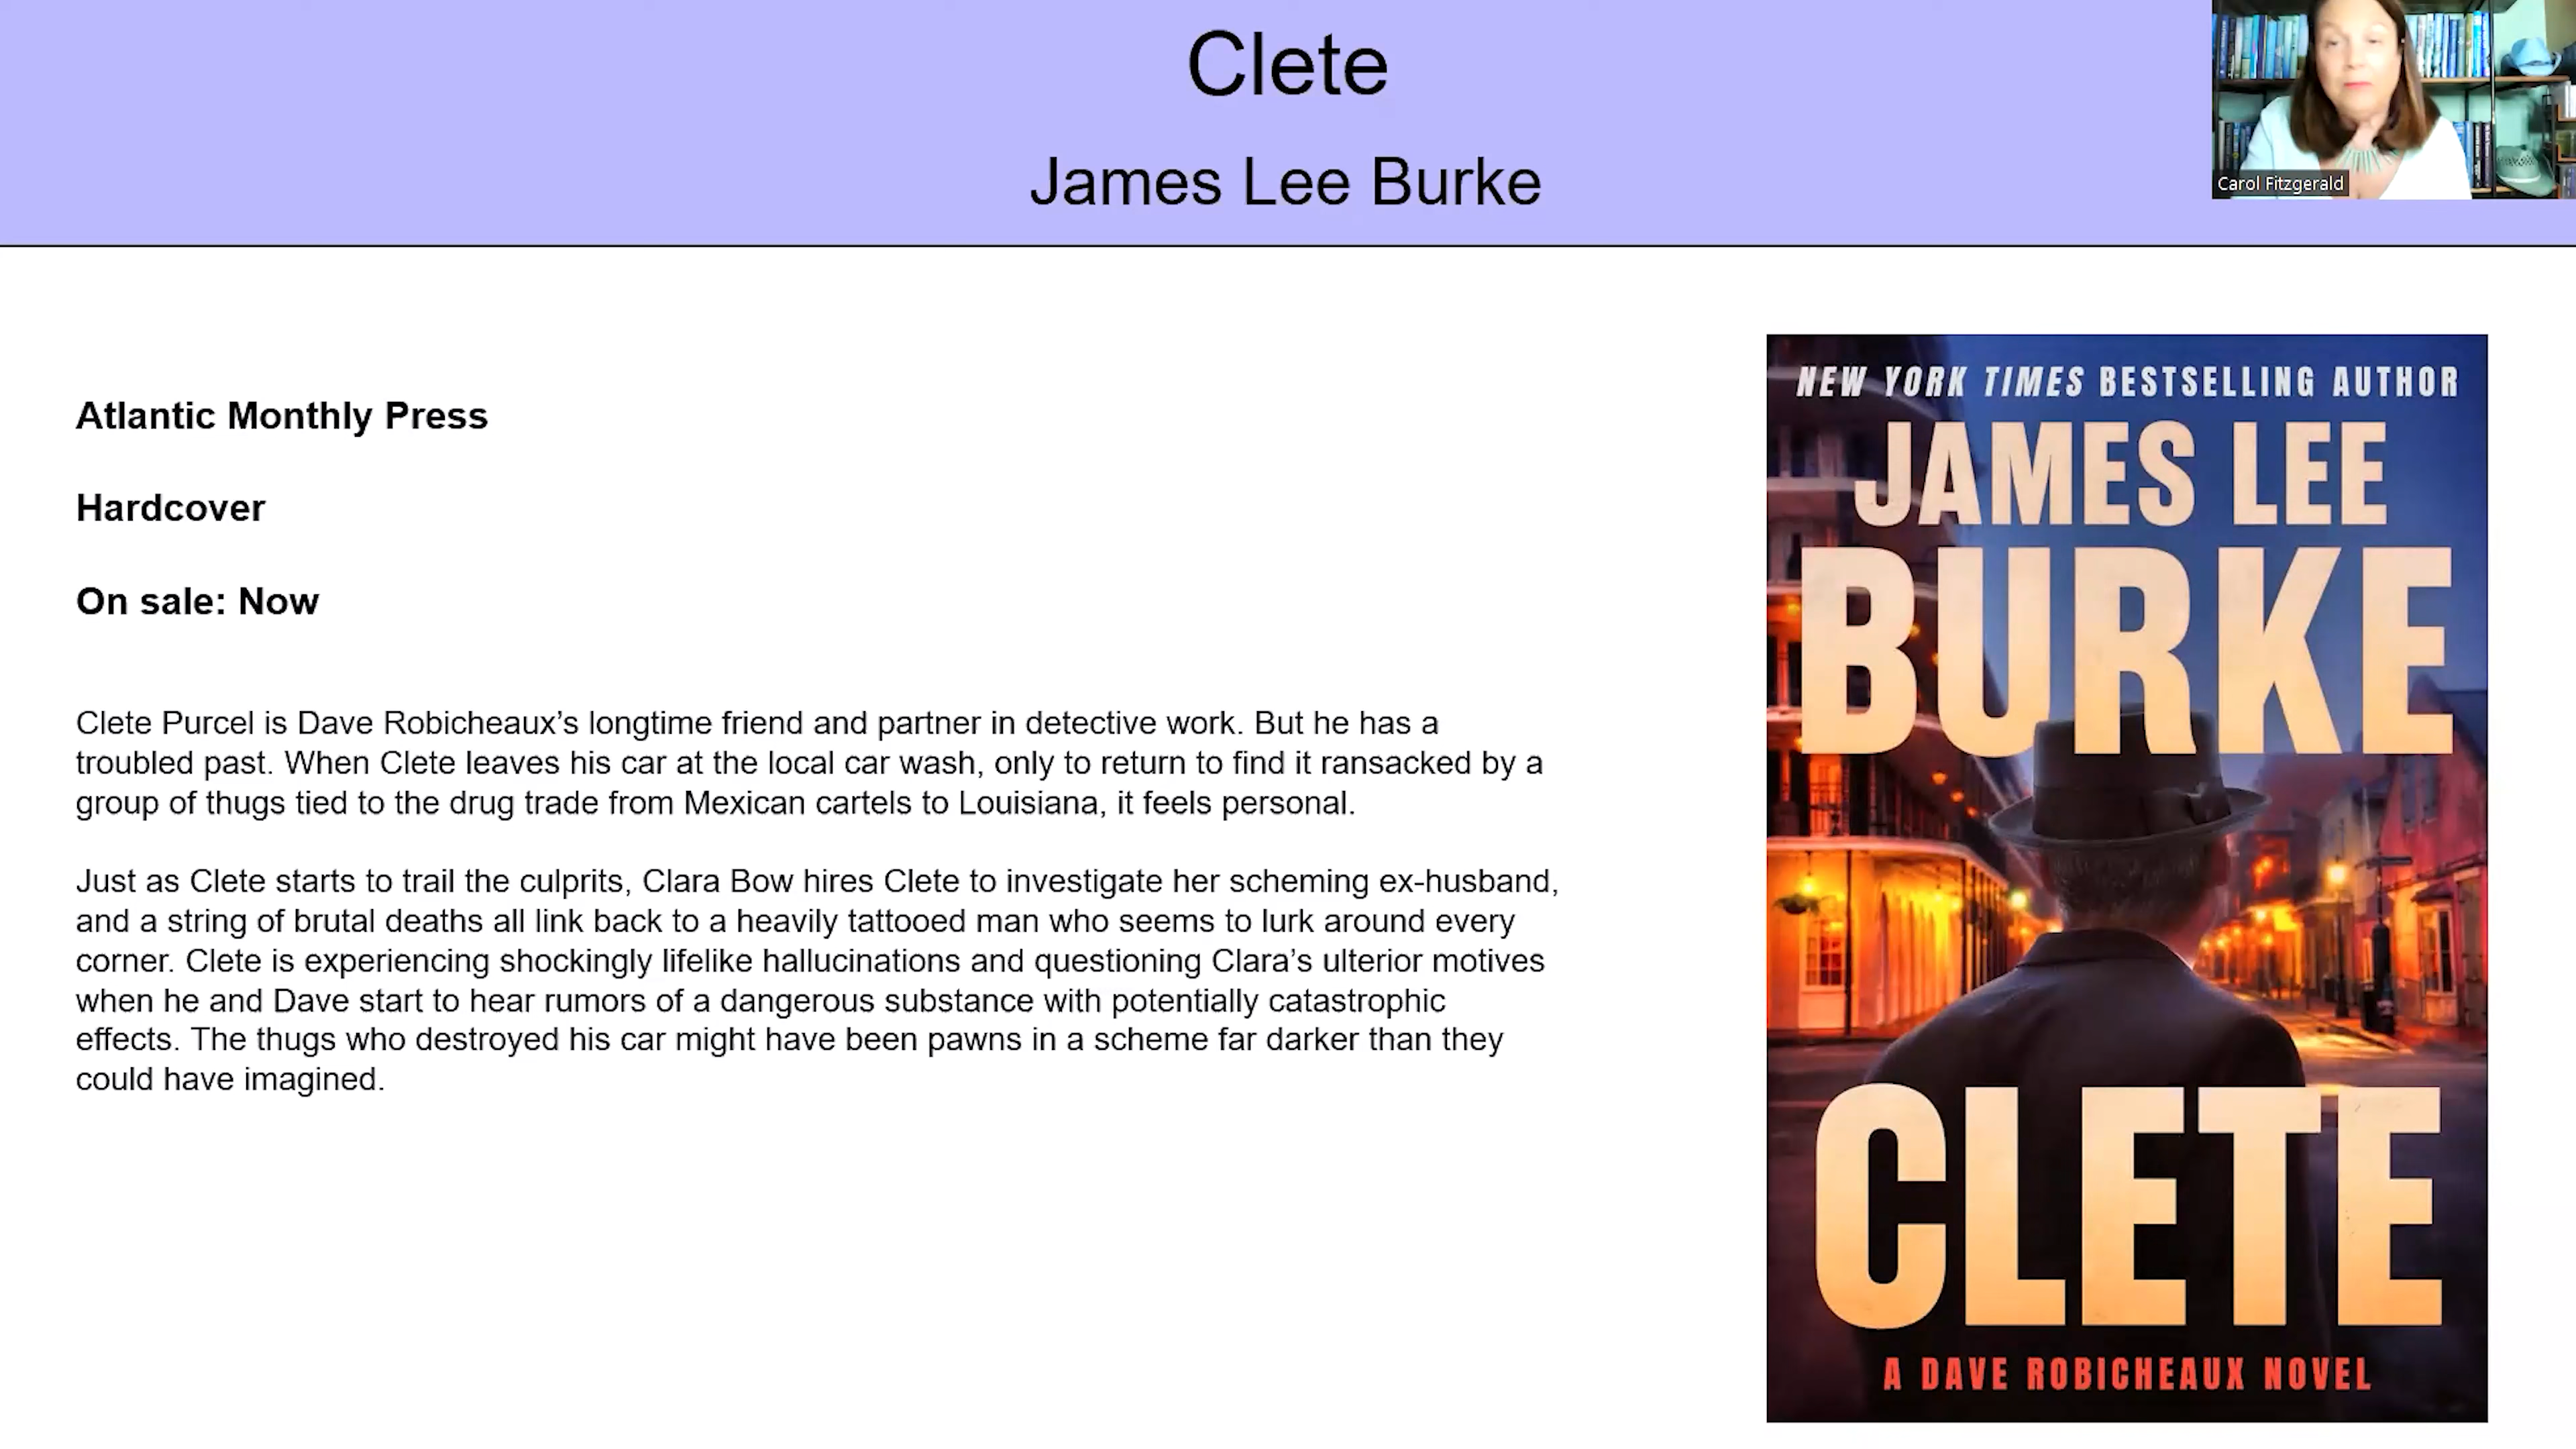 Clete
James Lee Burke
Carol Fitzgerald
Atlantic Monthly Press
Hardcover
On sale: Now
Clete Purcel is Dave Robicheaux’s longtime friend and partner in detective work. But he has a
troubled past. When Clete leaves his car at the local car wash, only to return to find it ransacked by a
group of thugs tied to the drug trade from Mexican cartels to Louisiana, it feels personal.
Just as Clete starts to trail the culprits, Clara Bow hires Clete to investigate her scheming ex-husband,
and a string of brutal deaths all link back to a heavily tattooed man who seems to lurk around every
corner. Clete is experiencing shockingly lifelike hallucinations and questioning Clara’s ulterior motives
when he and Dave start to hear rumors of a dangerous substance with potentially catastrophic
effects. The thugs who destroyed his car might have been pawns in a scheme far darker than they
could have imagined.
NEW YORK TIMES BESTSELLING AUTHOR
JAMES LEE
BURKE
CLETE
A DAVE ROBICHEAUX NOVEL